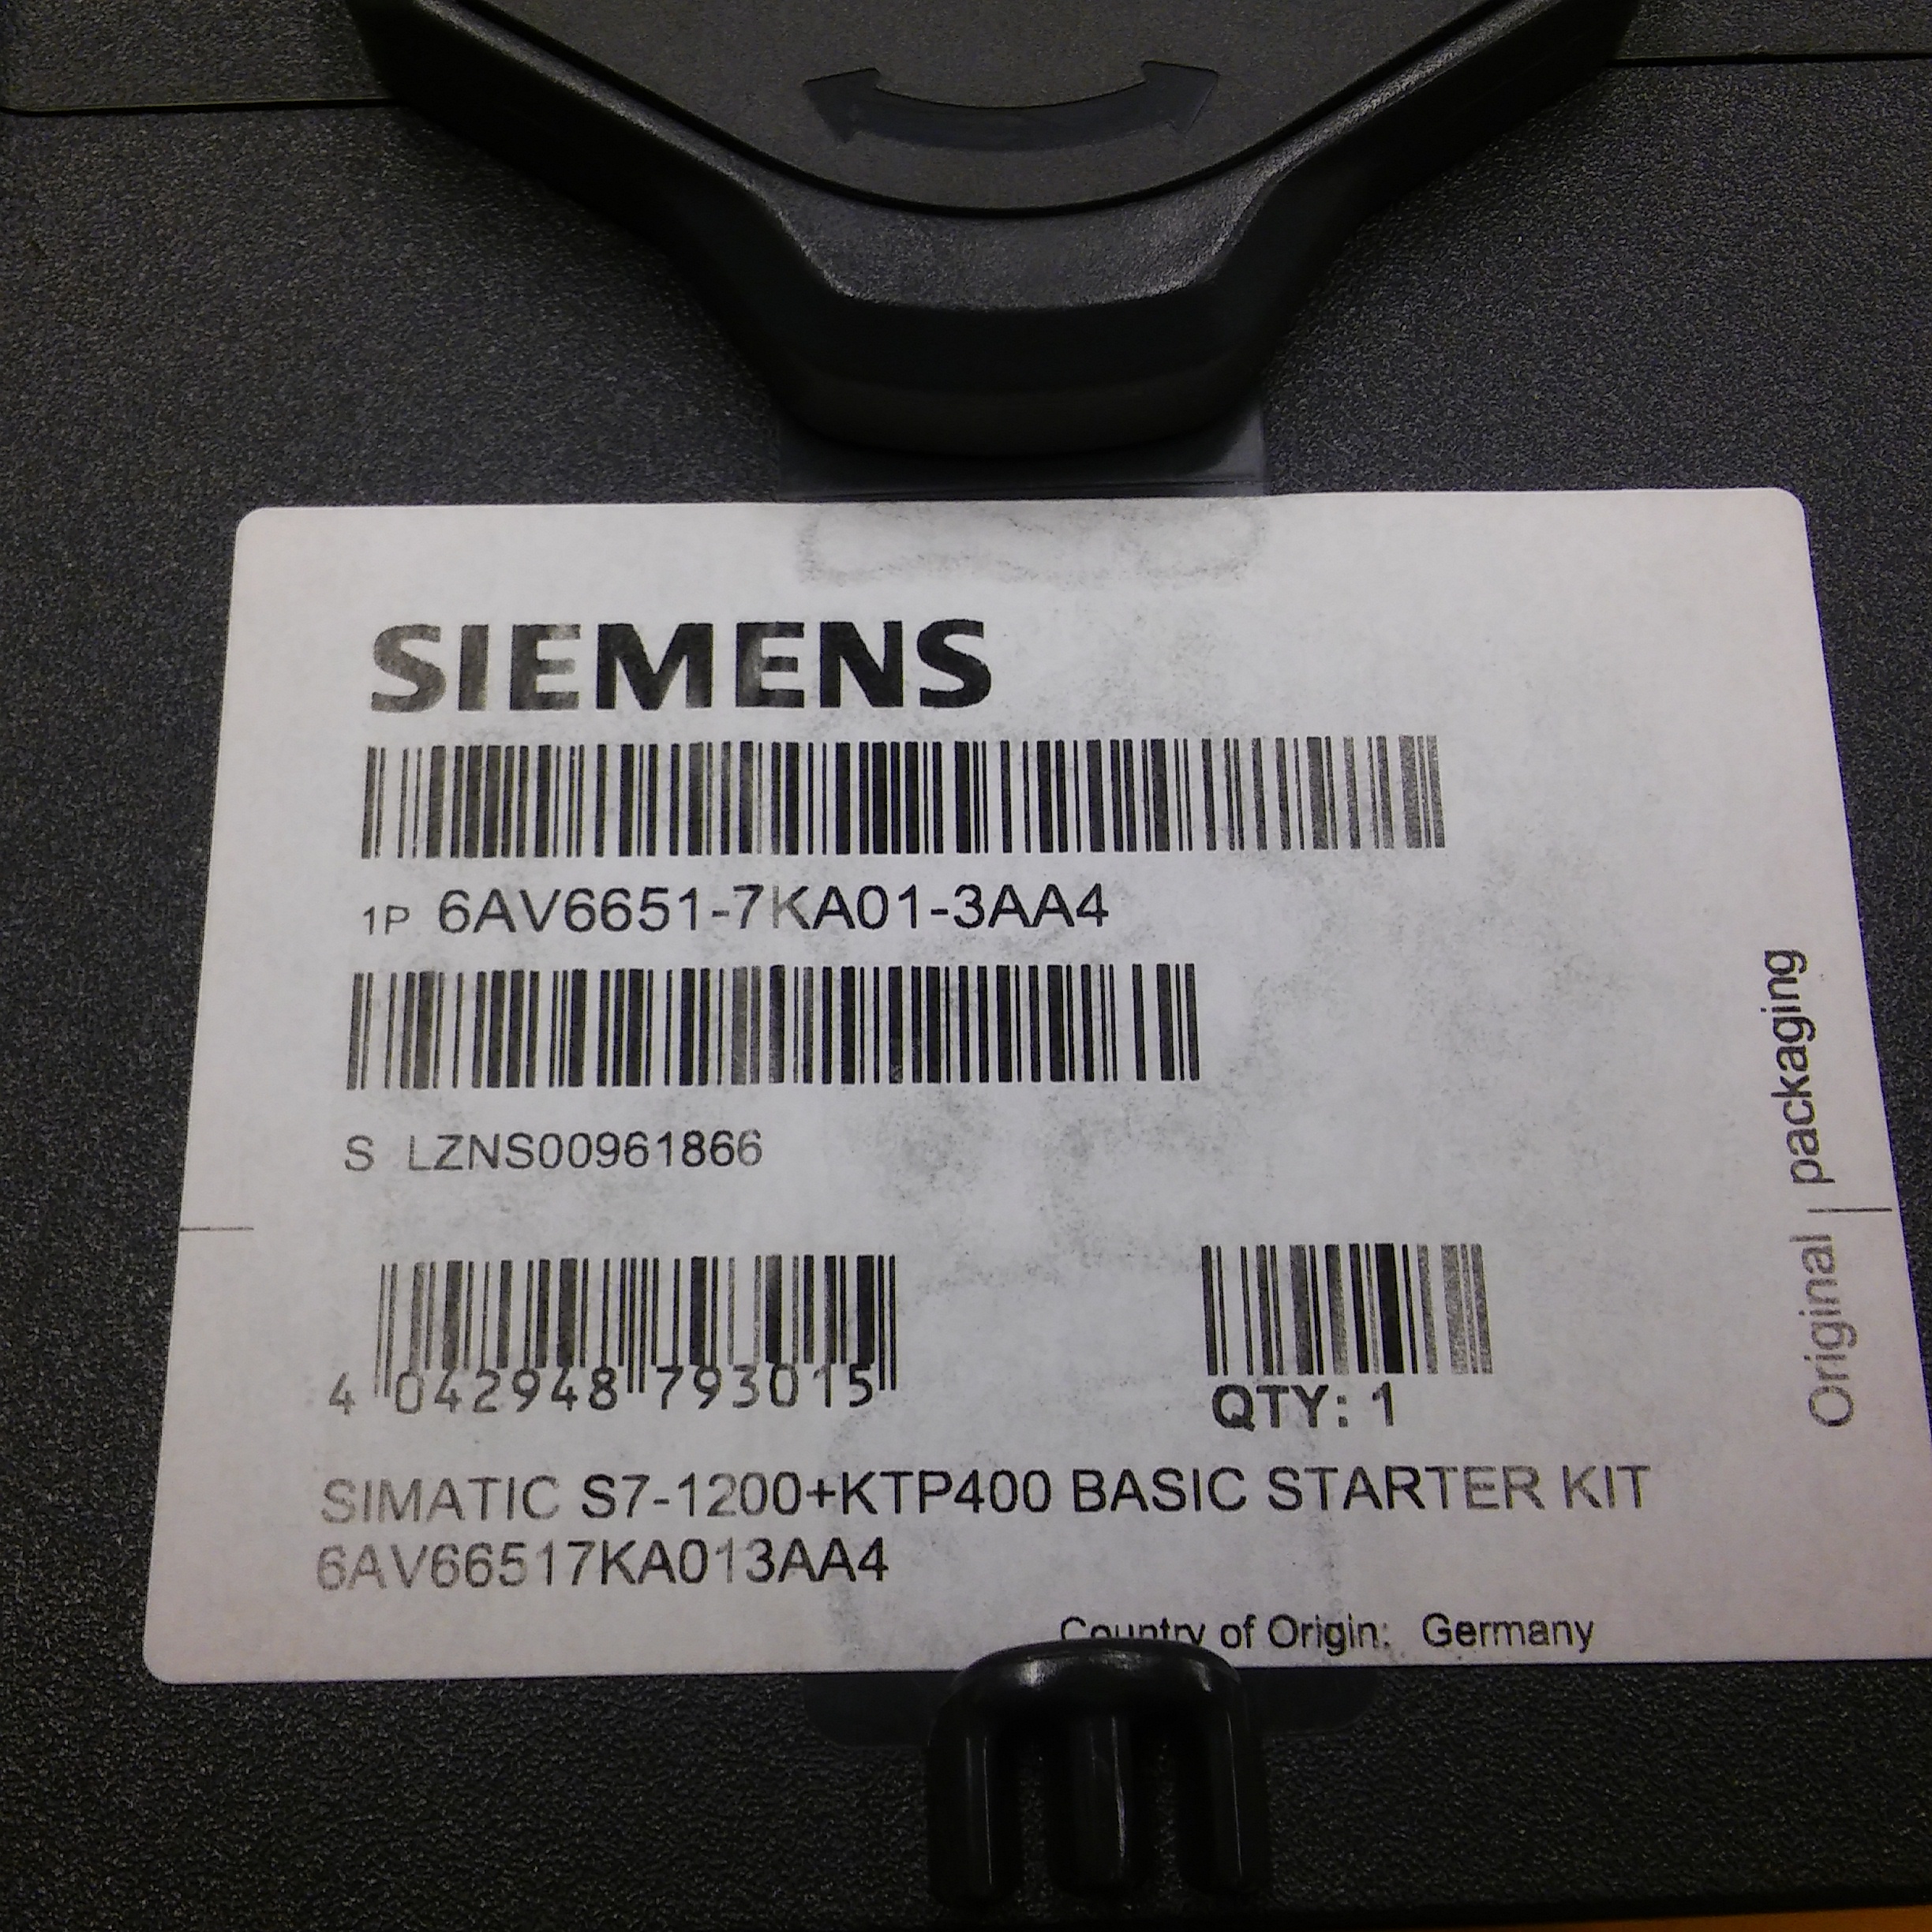 SIEMENS
1P 6AV6651-7KA01-3AA4
S LZNS00961866
4 042948 793015
QTY: 1
SIMATIC S7-1200+KTP400 BASIC STARTER KIT
6AV66517KA013AA4
Country of Origin: Germany
Original | packaging